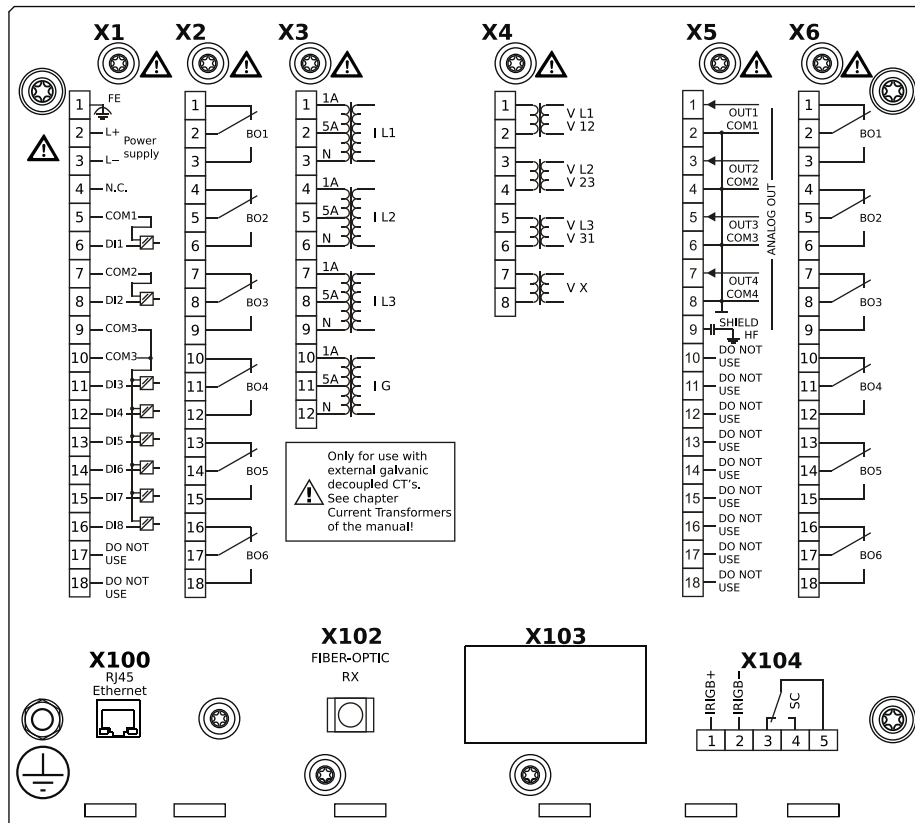 X1
1 FE
2 L+ Power supply
3 L−
4 N.C.
5 COM1
6 DI1
7 COM2
8 DI2
9 COM3
10 COM3
11 DI3
12 DI4
13 DI5
14 DI6
15 DI7
16 DI8
17 DO NOT USE
18 DO NOT USE
X2
1
2 BO1
3
4
5 BO2
6
7
8 BO3
9
10
11 BO4
12
13
14 BO5
15
16
17 BO6
18
X3
1 1A
2 5A I L1
3 N
4 1A
5 5A I L2
6 N
7 1A
8 5A I L3
9 N
10 1A
11 5A I G
12 N
Only for use with
external galvanic
decoupled CT's.
See chapter
Current Transformers
of the manual!
X4
1 V L1
2 V 12
3 V L2
4 V 23
5 V L3
6 V 31
7 V X
8
X5
1 OUT1
2 COM1
3 OUT2
4 COM2
5 OUT3
6 COM3
7 OUT4
8 COM4
ANALOG OUT
9 SHIELD HF
10 DO NOT USE
11 DO NOT USE
12 DO NOT USE
13 DO NOT USE
14 DO NOT USE
15 DO NOT USE
16 DO NOT USE
17 DO NOT USE
18 DO NOT USE
X6
1
2 BO1
3
4
5 BO2
6
7
8 BO3
9
10
11 BO4
12
13
14 BO5
15
16
17 BO6
18
X100
RJ45
Ethernet
X102
FIBER-OPTIC
RX
X103
X104
IRIGB+
IRIGB-
SC
1 2 3 4 5